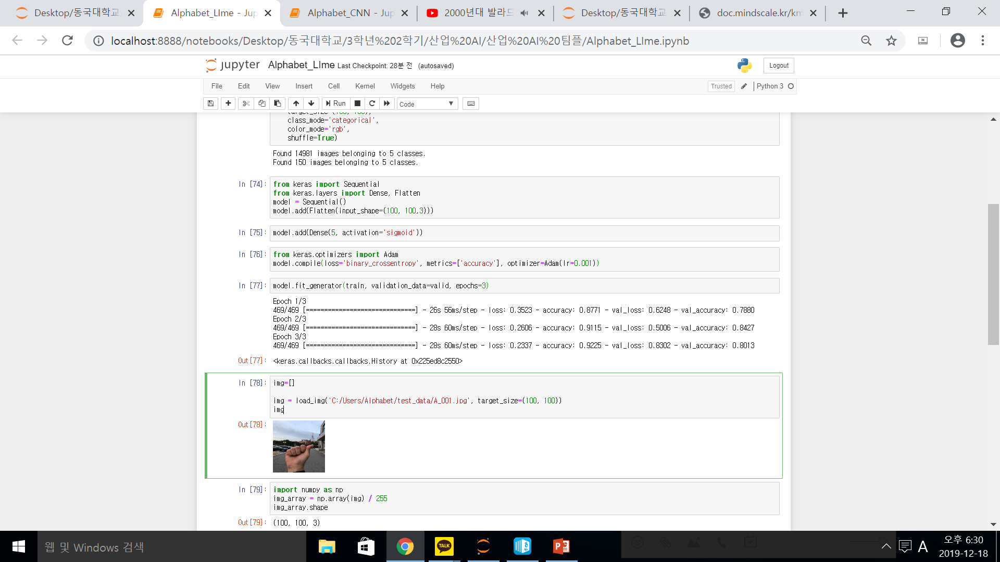 Desktop/동국대학교
Alphabet_LIme - Jup
Alphabet_CNN - Jup
2000년대 발라드
Desktop/동국대학교
doc.mindscale.kr/km
localhost:8888/notebooks/Desktop/동국대학교/3학년%202학기/산업%20AI/산업%20AI%20팀플/Alphabet_LIme.ipynb
jupyter Alphabet_LIme Last Checkpoint: 28분 전 (autosaved)
Logout
File Edit View Insert Cell Kernel Widgets Help
Trusted Python 3
Run Code
target_size=(100, 100),
class_mode='categorical',
color_mode='rgb',
shuffle=True)
Found 14981 images belonging to 5 classes.
Found 150 images belonging to 5 classes.
In [74]: from keras import Sequential
from keras.layers import Dense, Flatten
model = Sequential()
model.add(Flatten(input_shape=(100, 100,3)))
In [75]: model.add(Dense(5, activation='sigmoid'))
In [76]: from keras.optimizers import Adam
model.compile(loss='binary_crossentropy', metrics=['accuracy'], optimizer=Adam(lr=0.001))
In [77]: model.fit_generator(train, validation_data=valid, epochs=3)
Epoch 1/3
469/469 [==============================] - 26s 56ms/step - loss: 0.3523 - accuracy: 0.8771 - val_loss: 0.6248 - val_accuracy: 0.7880
Epoch 2/3
469/469 [==============================] - 28s 60ms/step - loss: 0.2606 - accuracy: 0.9115 - val_loss: 0.5006 - val_accuracy: 0.8427
Epoch 3/3
469/469 [==============================] - 28s 60ms/step - loss: 0.2337 - accuracy: 0.9225 - val_loss: 0.8302 - val_accuracy: 0.8013
Out[77]: <keras.callbacks.callbacks.History at 0x225ed8c2550>
In [78]: img=[]
img = load_img('C:/Users/Alphabet/test_data/A_001.jpg', target_size=(100, 100))
img
Out[78]:
In [79]: import numpy as np
img_array = np.array(img) / 255
img_array.shape
Out[79]: (100, 100, 3)
웹 및 Windows 검색
TALK
A
오후 6:30
2019-12-18